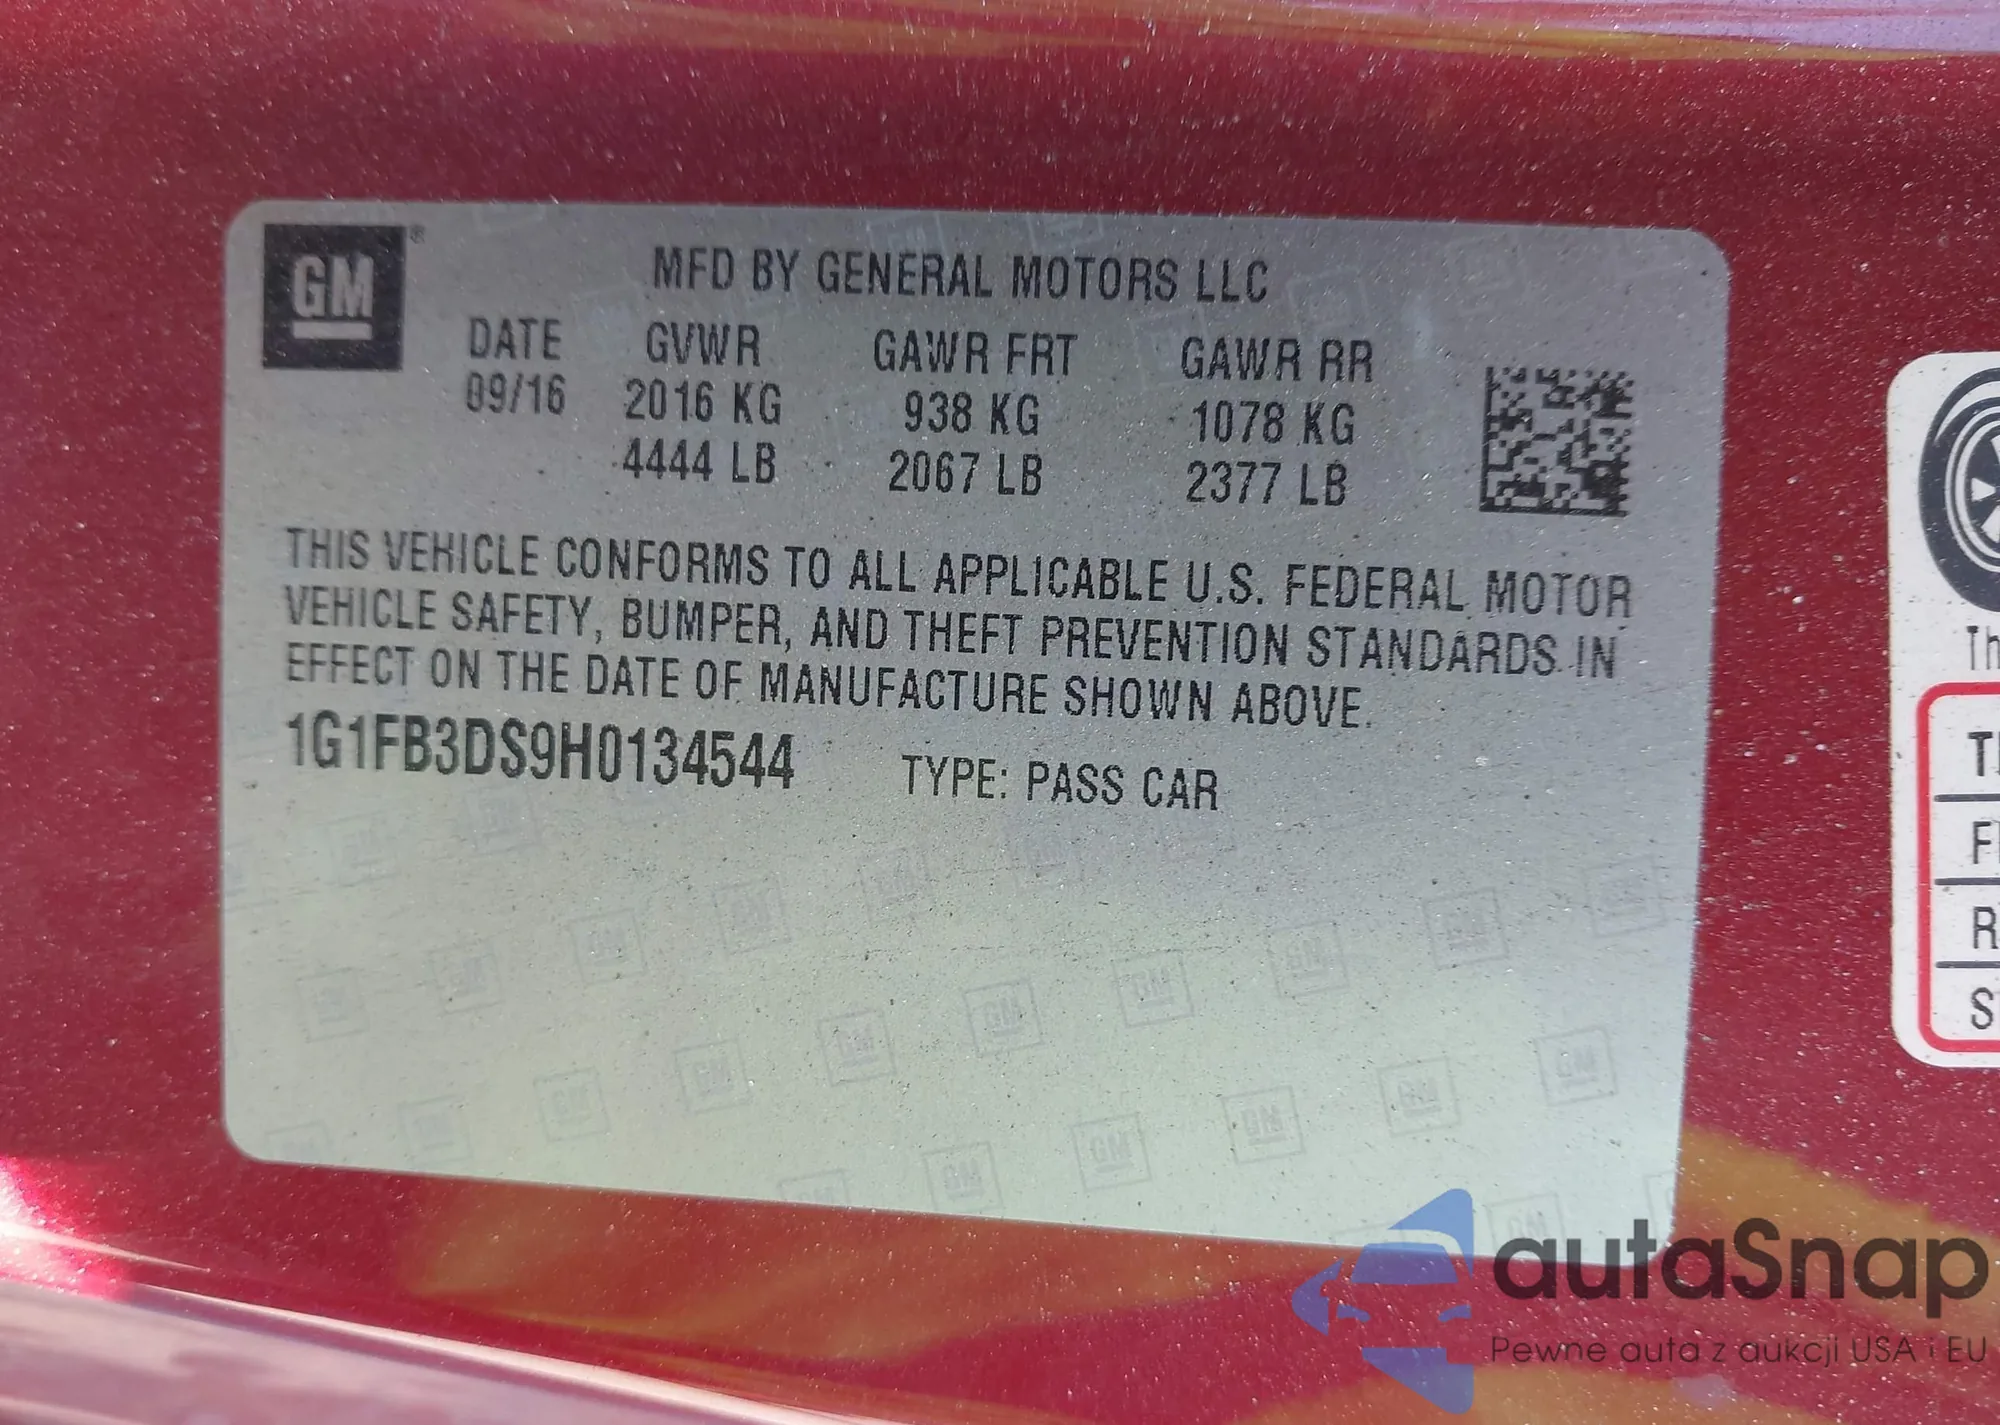 GM®
MFD BY GENERAL MOTORS LLC
DATE GVWR GAWR FRT GAWR RR
09/16 2016 KG 938 KG 1078 KG
4444 LB 2067 LB 2377 LB
THIS VEHICLE CONFORMS TO ALL APPLICABLE U.S. FEDERAL MOTOR
VEHICLE SAFETY, BUMPER, AND THEFT PREVENTION STANDARDS IN
EFFECT ON THE DATE OF MANUFACTURE SHOWN ABOVE.
1G1FB3DS9H0134544 TYPE: PASS CAR
autaSnap
Pewne auta z aukcji USA i EU